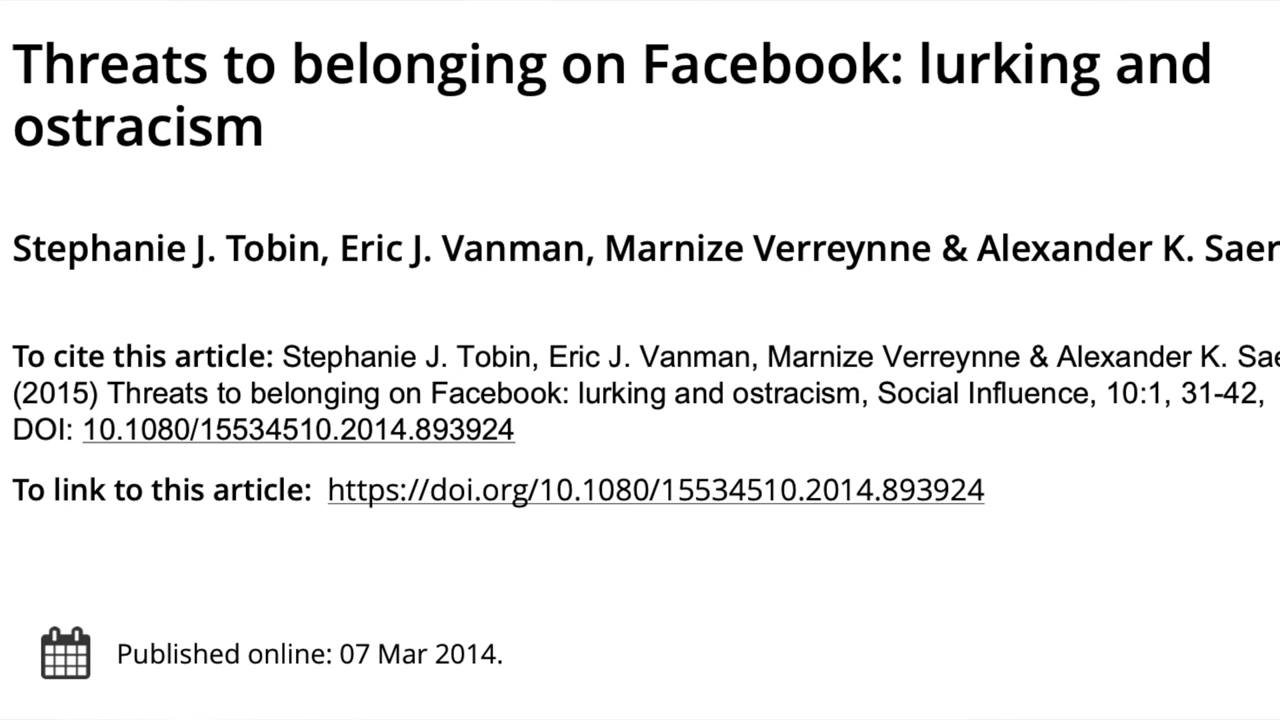 Threats to belonging on Facebook: lurking and
ostracism
Stephanie J. Tobin, Eric J. Vanman, Marnize Verreynne & Alexander K. Saer
To cite this article: Stephanie J. Tobin, Eric J. Vanman, Marnize Verreynne & Alexander K. Sae
(2015) Threats to belonging on Facebook: lurking and ostracism, Social Influence, 10:1, 31-42,
DOI: 10.1080/15534510.2014.893924
To link to this article: https://doi.org/10.1080/15534510.2014.893924
Published online: 07 Mar 2014.